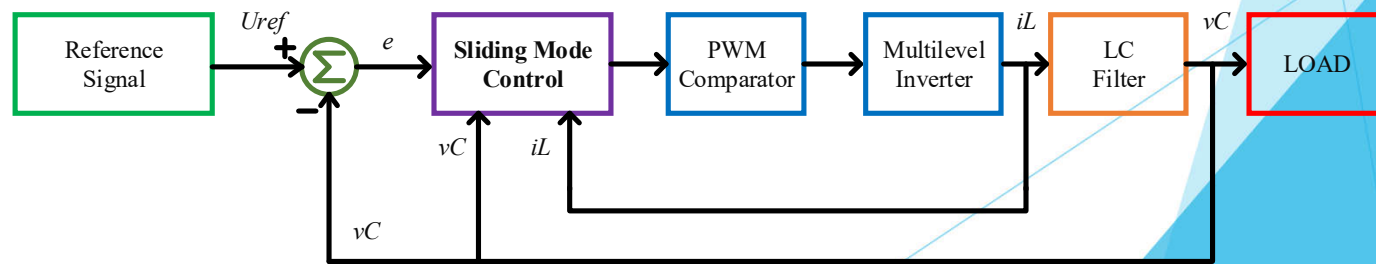 Reference
Signal
Uref
+
Σ
−
e
Sliding Mode
Control
PWM
Comparator
Multilevel
Inverter
iL
LC
Filter
vC
LOAD
vC
iL
vC